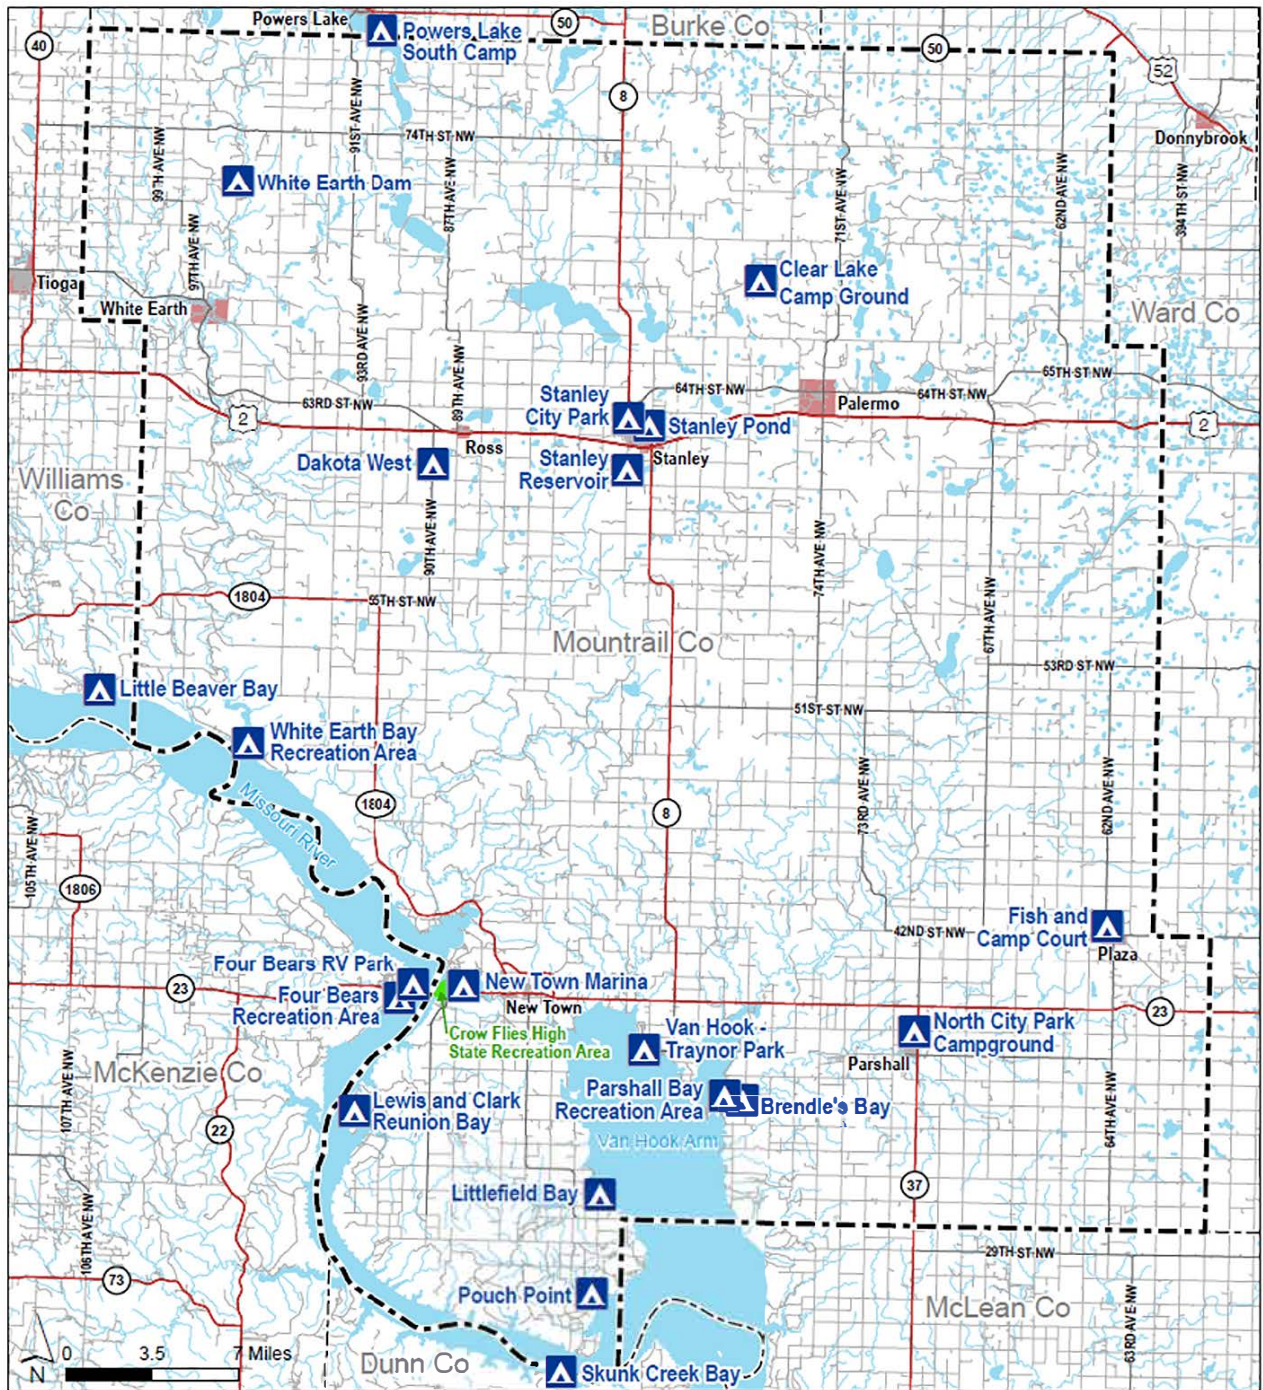 Powers Lake
50
Burke Co
40
Powers Lake
South Camp
50
52
8
Donnybrook
91ST AVE NW
74TH ST NW
99TH AVE NW
87TH AVE NW
71ST AVE NW
62ND AVE NW
394TH ST NW
White Earth Dam
97TH AVE NW
Tioga
Clear Lake
Camp Ground
White Earth
Ward Co
93RD AVE NW
89TH AVE NW
65TH ST NW
64TH ST NW
64TH ST NW
63RD ST NW
Stanley
City Park
Palermo
2
Stanley Pond
2
Ross
Dakota West
Stanley
Reservoir
Stanley
Williams
Co
90TH AVE NW
74TH AVE NW
67TH AVE NW
1804
55TH ST NW
Mountrail Co
53RD ST NW
Little Beaver Bay
51ST ST NW
White Earth Bay
Recreation Area
Missouri River
1804
8
73RD AVE NW
62ND AVE NW
105TH AVE NW
1806
Fish and
Camp Court
42ND ST NW
Plaza
Four Bears RV Park
23
Four Bears
Recreation Area
New Town Marina
New Town
23
Crow Flies High
State Recreation Area
Van Hook -
Traynor Park
North City Park
Campground
Parshall
McKenzie Co
107TH AVE NW
Parshall Bay
Recreation Area
Brendle's Bay
Lewis and Clark
Reunion Bay
64TH AVE NW
22
Van Hook Arm
37
Littlefield Bay
106TH AVE NW
29TH ST NW
73
Pouch Point
McLean Co
63RD AVE NW
0 3.5 7 Miles
N
Dunn Co
Skunk Creek Bay